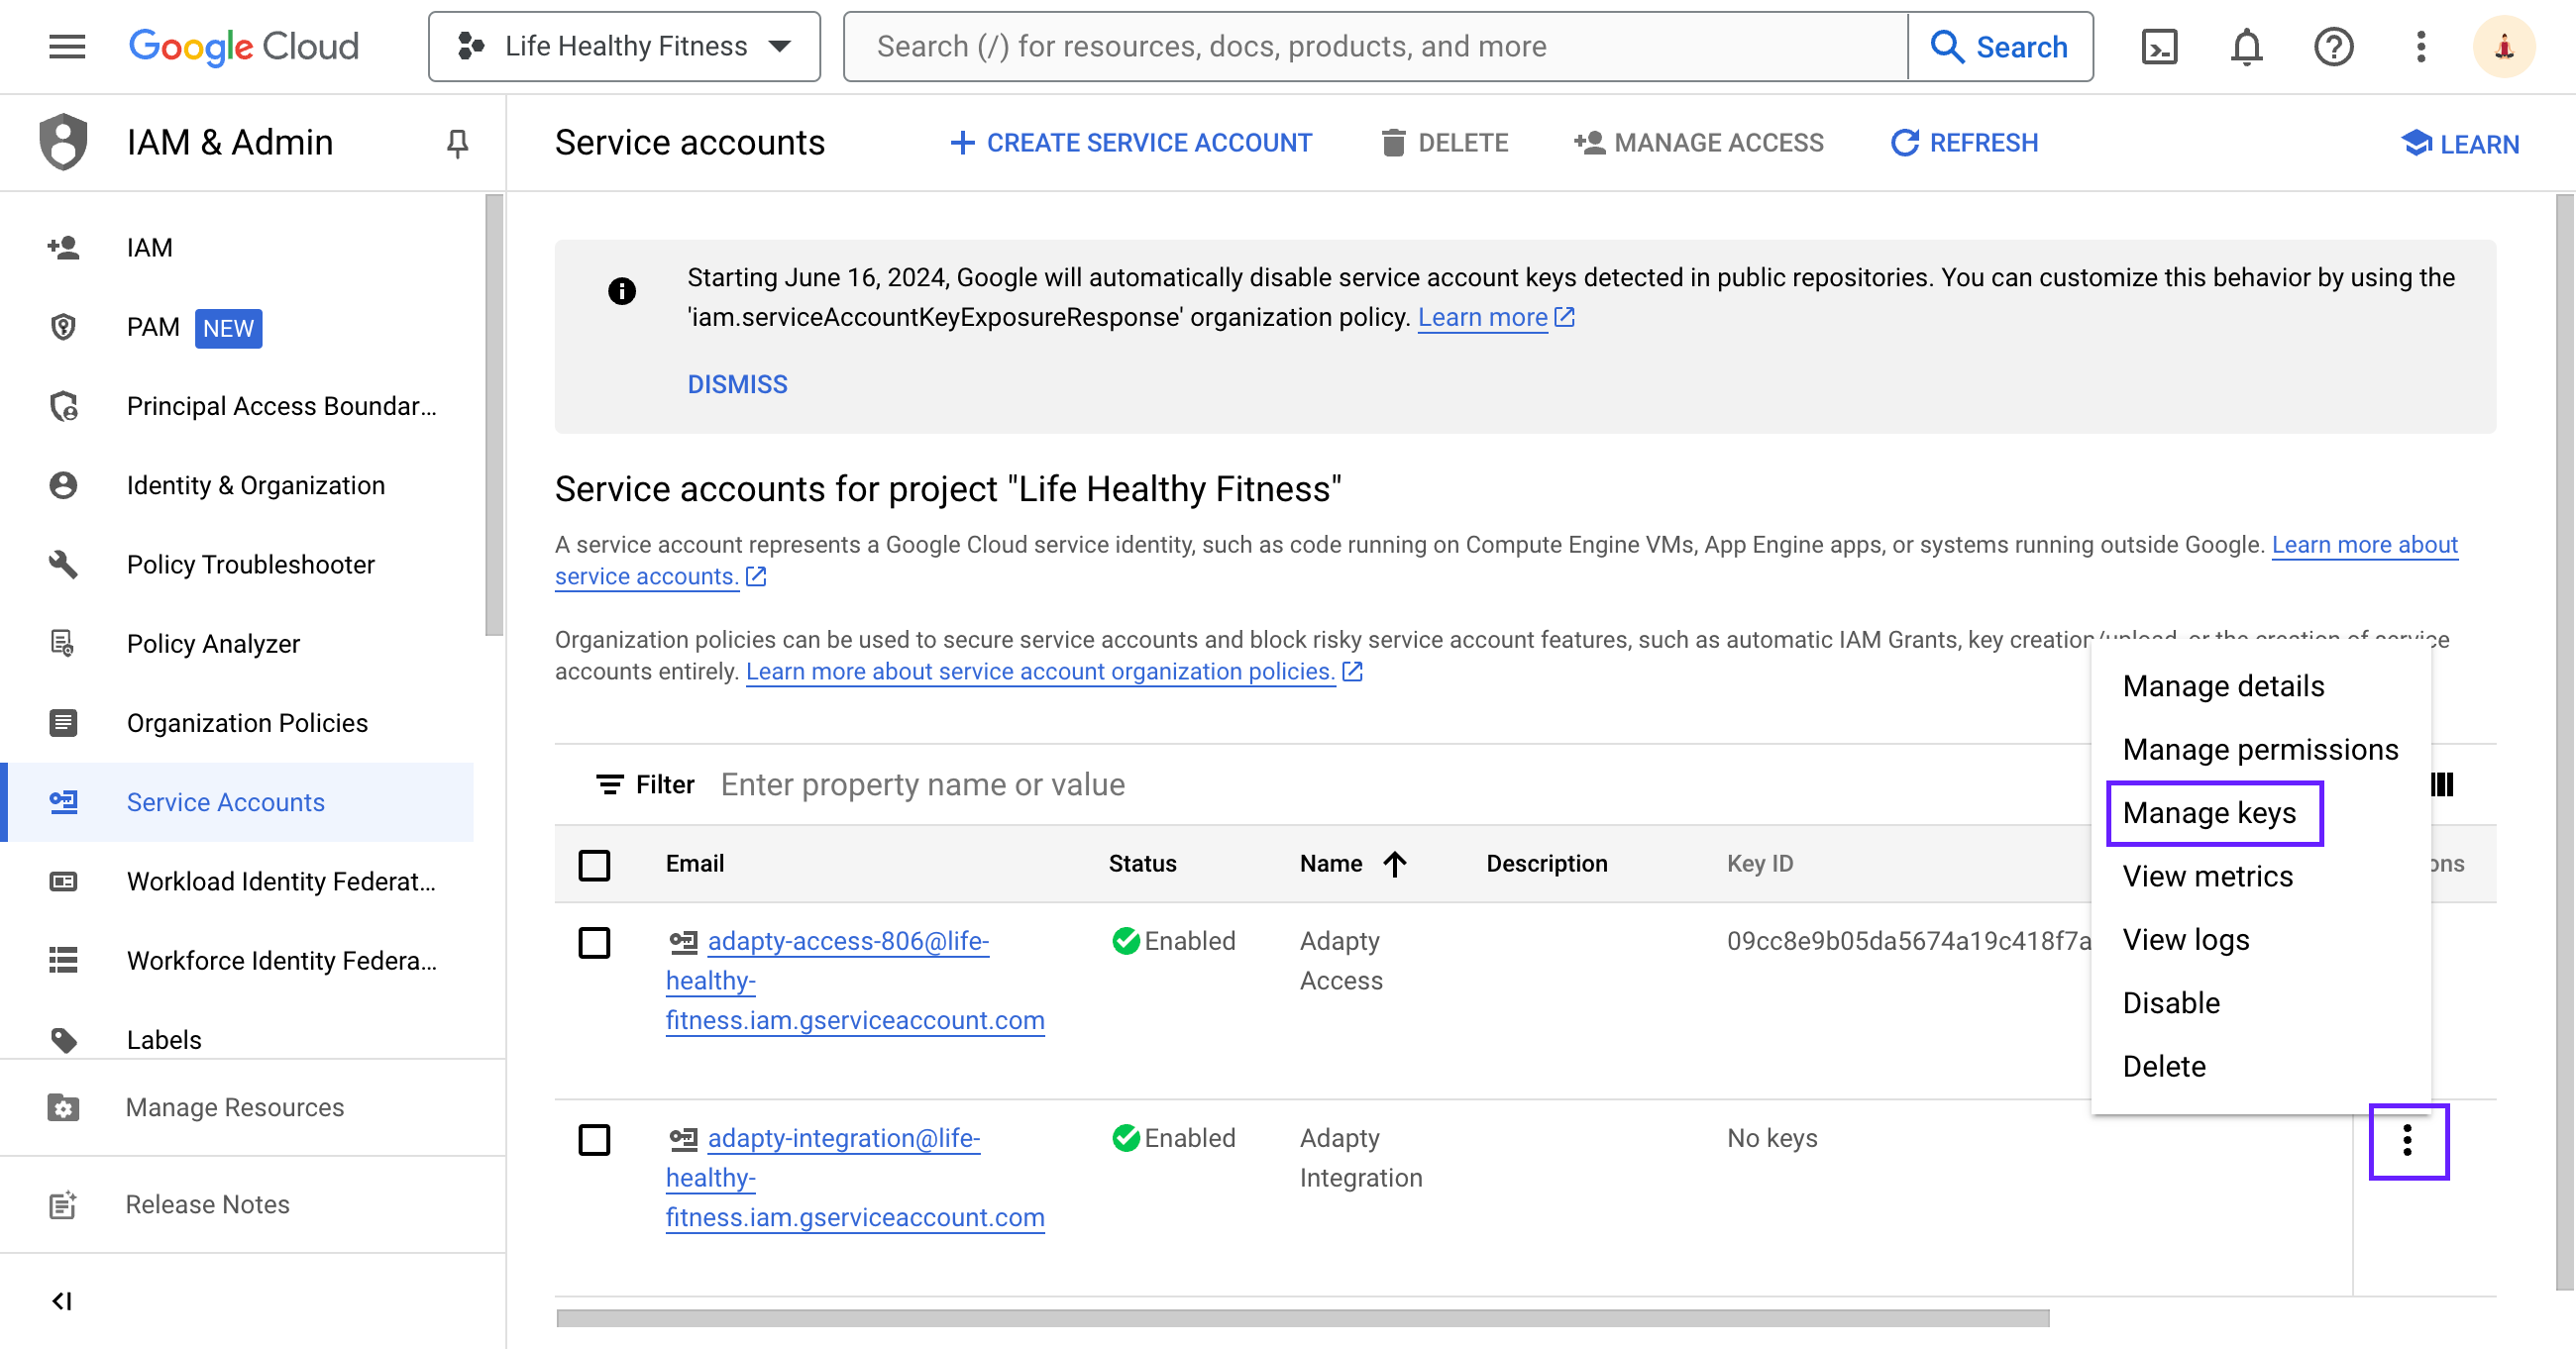 Google Cloud
Life Healthy Fitness
Search (/) for resources, docs, products, and more
Search
IAM & Admin
Service accounts
CREATE SERVICE ACCOUNT
DELETE
MANAGE ACCESS
REFRESH
LEARN
IAM
PAM NEW
Principal Access Boundar...
Identity & Organization
Policy Troubleshooter
Policy Analyzer
Organization Policies
Service Accounts
Workload Identity Federat...
Workforce Identity Federa...
Labels
Manage Resources
Release Notes
Starting June 16, 2024, Google will automatically disable service account keys detected in public repositories. You can customize this behavior by using the
'iam.serviceAccountKeyExposureResponse' organization policy. Learn more
DISMISS
Service accounts for project "Life Healthy Fitness"
A service account represents a Google Cloud service identity, such as code running on Compute Engine VMs, App Engine apps, or systems running outside Google. Learn more about
service accounts.
Organization policies can be used to secure service accounts and block risky service account features, such as automatic IAM Grants, key creation/upload, or the creation of service
accounts entirely. Learn more about service account organization policies.
Filter Enter property name or value
Email Status Name Description Key ID
adapty-access-806@life-
healthy-
fitness.iam.gserviceaccount.com
Enabled
Adapty
Access
09cc8e9b05da5674a19c418f7a
adapty-integration@life-
healthy-
fitness.iam.gserviceaccount.com
Enabled
Adapty
Integration
No keys
Manage details
Manage permissions
Manage keys
View metrics
View logs
Disable
Delete